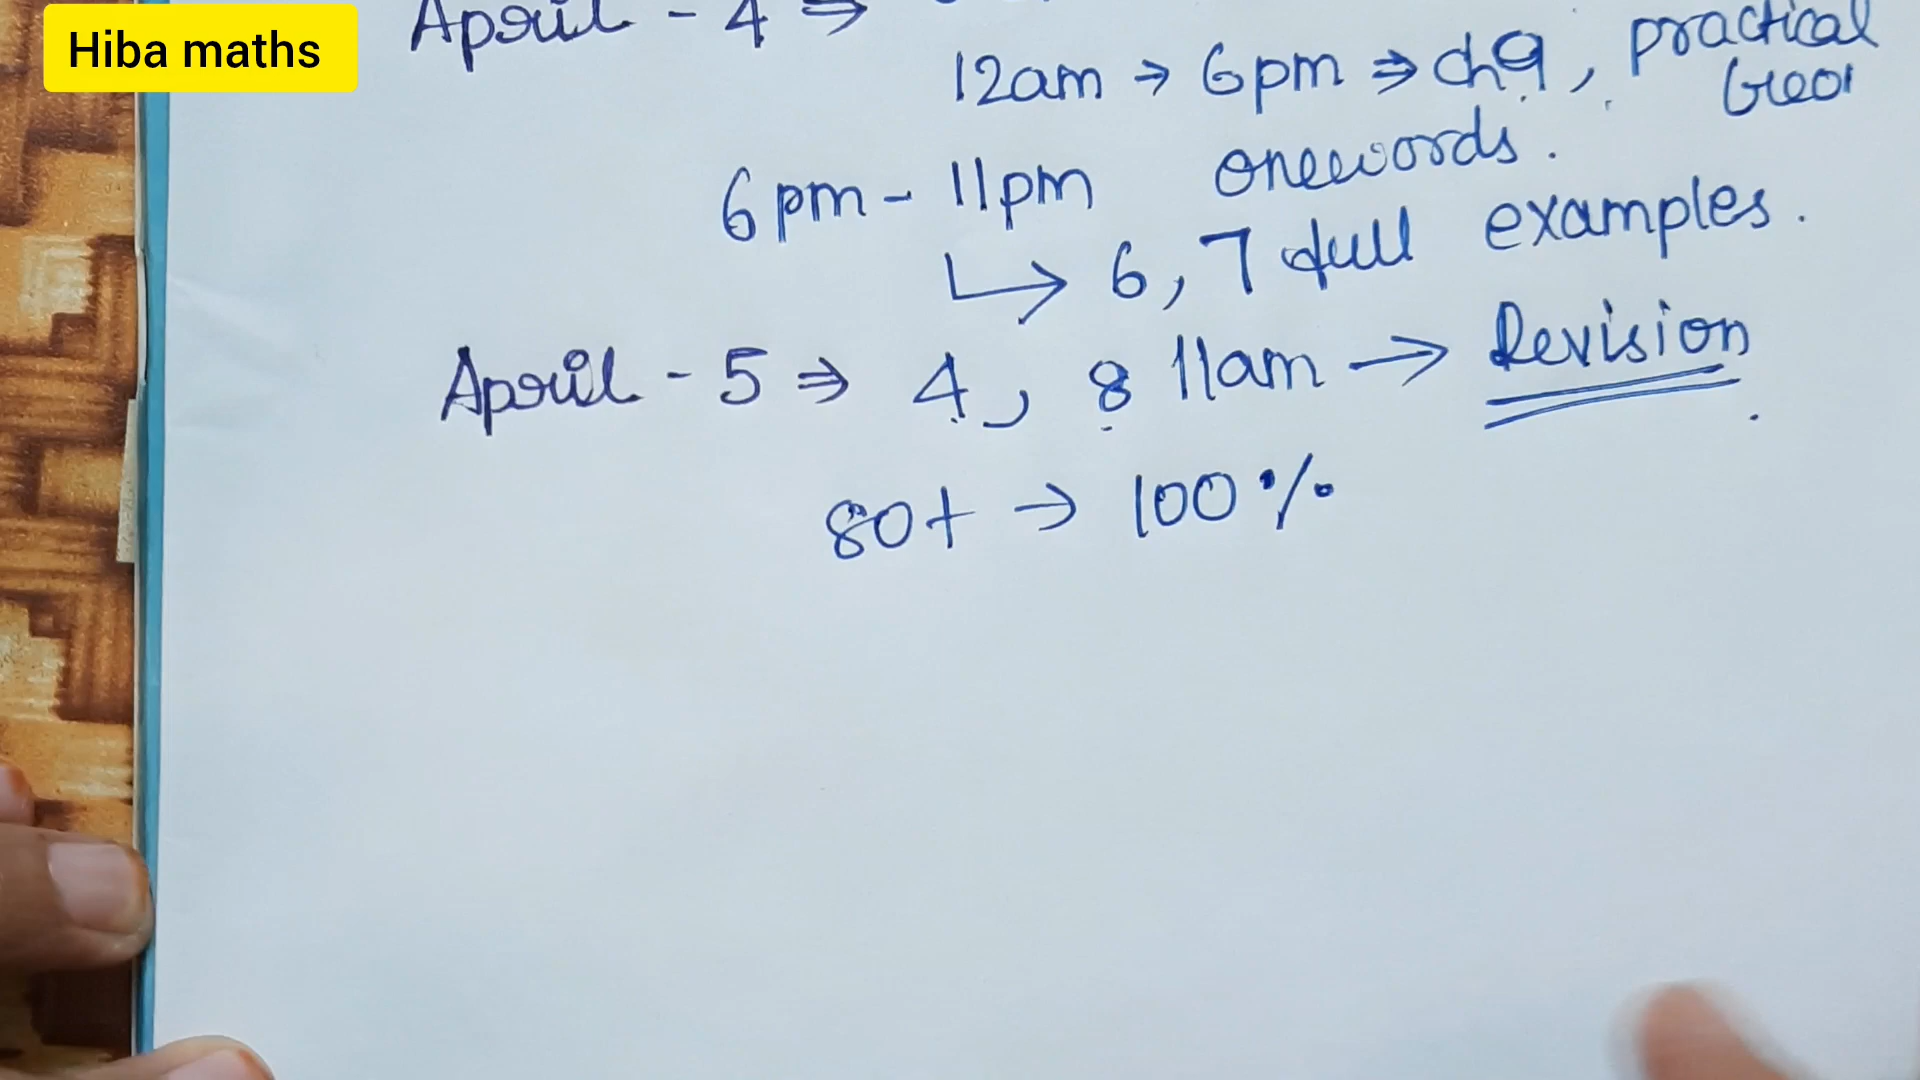 Hiba maths
April - 4 ⇒
12am → 6pm ⇒ ch9, practical
Geo
onewords.
6pm - 11pm
↳ 6, 7 full examples.
April - 5 ⇒ 4, 8 11am → Revision
80+ → 100%